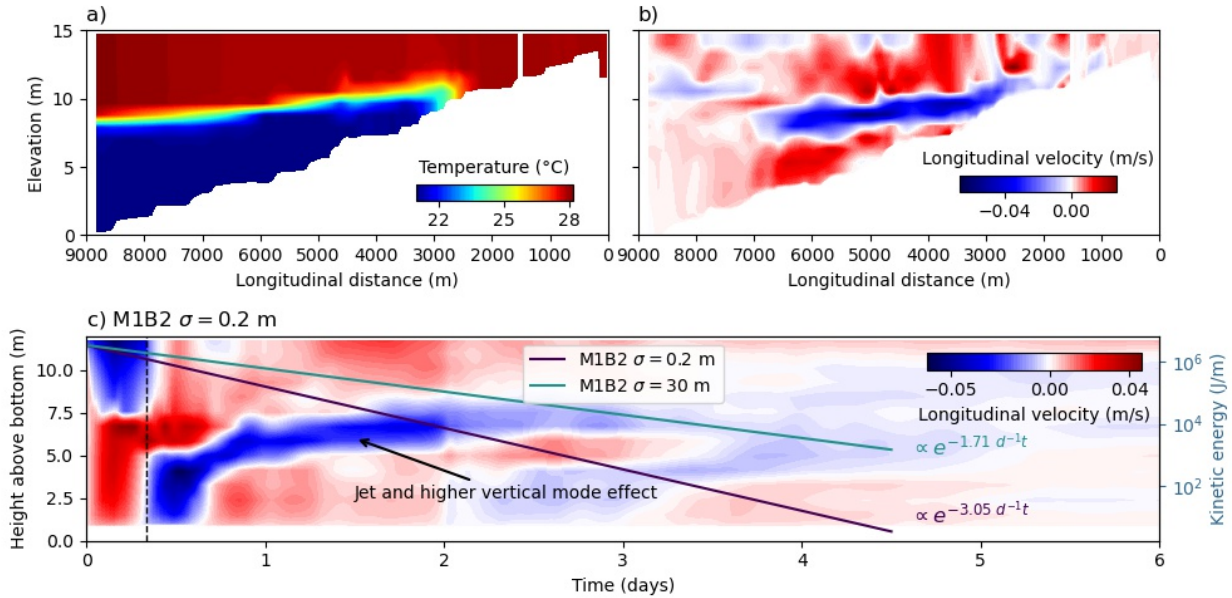 a)
15
10
5
0
Elevation (m)
Temperature (°C)
22 25 28
9000 8000 7000 6000 5000 4000 3000 2000 1000 0
Longitudinal distance (m)
b)
Longitudinal velocity (m/s)
−0.04 0.00
9000 8000 7000 6000 5000 4000 3000 2000 1000 0
Longitudinal distance (m)
c) M1B2 σ = 0.2 m
Height above bottom (m)
10.0
7.5
5.0
2.5
0.0
M1B2 σ = 0.2 m
M1B2 σ = 30 m
−0.05 0.00 0.04
Longitudinal velocity (m/s)
∝ e^{−1.71 d^{−1}t}
Jet and higher vertical mode effect
∝ e^{−3.05 d^{−1}t}
10^6
10^4
10^2
Kinetic energy (J/m)
0 1 2 3 4 5 6
Time (days)